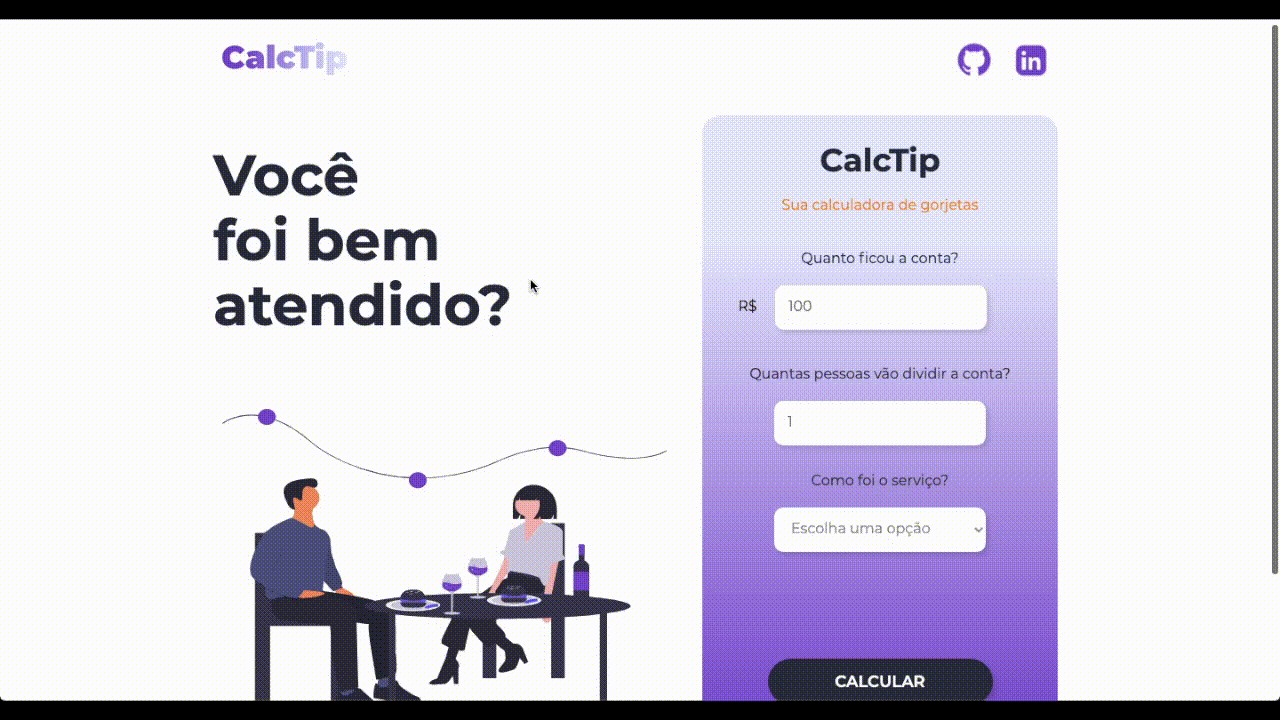 CalcTip
in
Você
foi bem
atendido?
CalcTip
Sua calculadora de gorjetas
Quanto ficou a conta?
R$ 100
Quantas pessoas vão dividir a conta?
1
Como foi o serviço?
Escolha uma opção
CALCULAR